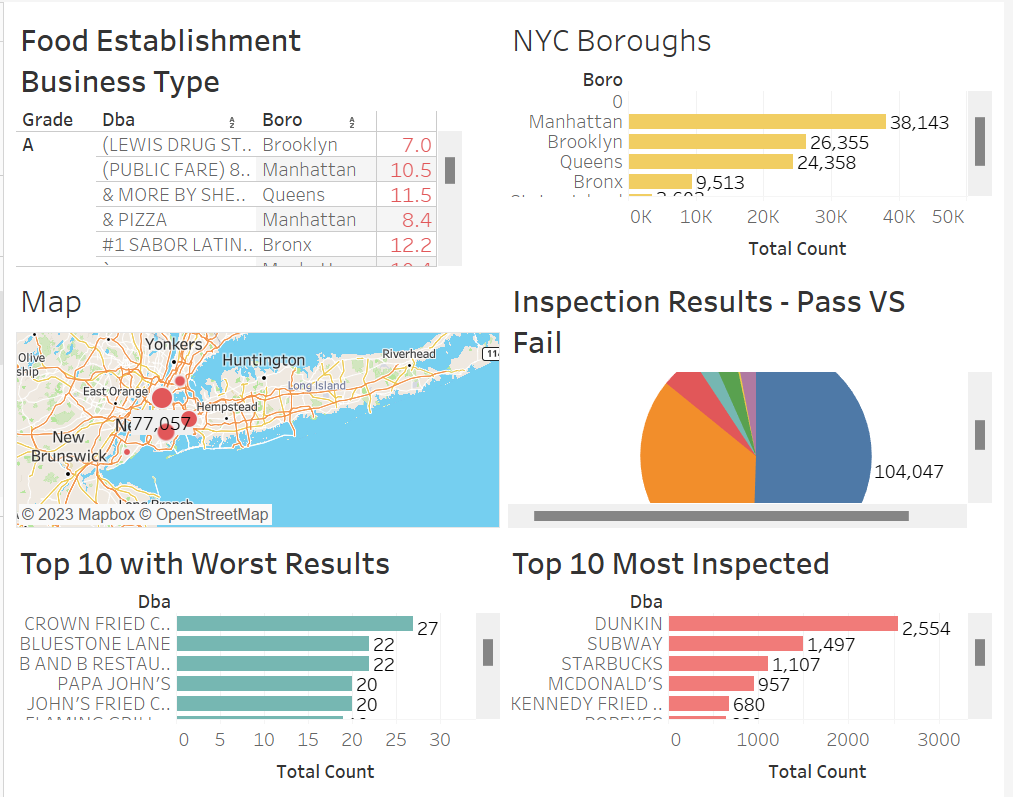 Food Establishment
Business Type
Grade Dba Boro
A (LEWIS DRUG ST.. Brooklyn 7.0
(PUBLIC FARE) 8.. Manhattan 10.5
& MORE BY SHE.. Queens 11.5
& PIZZA Manhattan 8.4
#1 SABOR LATIN.. Bronx 12.2
NYC Boroughs
Boro
0
Manhattan 38,143
Brooklyn 26,355
Queens 24,358
Bronx 9,513
0K 10K 20K 30K 40K 50K
Total Count
Map
Yonkers
Olive
Huntington
Riverhead
East Orange
Long Island
Hempstead
77,057
New
Brunswick
Long Branch
© 2023 Mapbox © OpenStreetMap
Inspection Results - Pass VS
Fail
104,047
Top 10 with Worst Results
Dba
CROWN FRIED C.. 27
BLUESTONE LANE 22
B AND B RESTAU.. 22
PAPA JOHN'S 20
JOHN'S FRIED C.. 20
0 5 10 15 20 25 30
Total Count
Top 10 Most Inspected
Dba
DUNKIN 2,554
SUBWAY 1,497
STARBUCKS 1,107
MCDONALD'S 957
KENNEDY FRIED .. 680
POPEYES
0 1000 2000 3000
Total Count